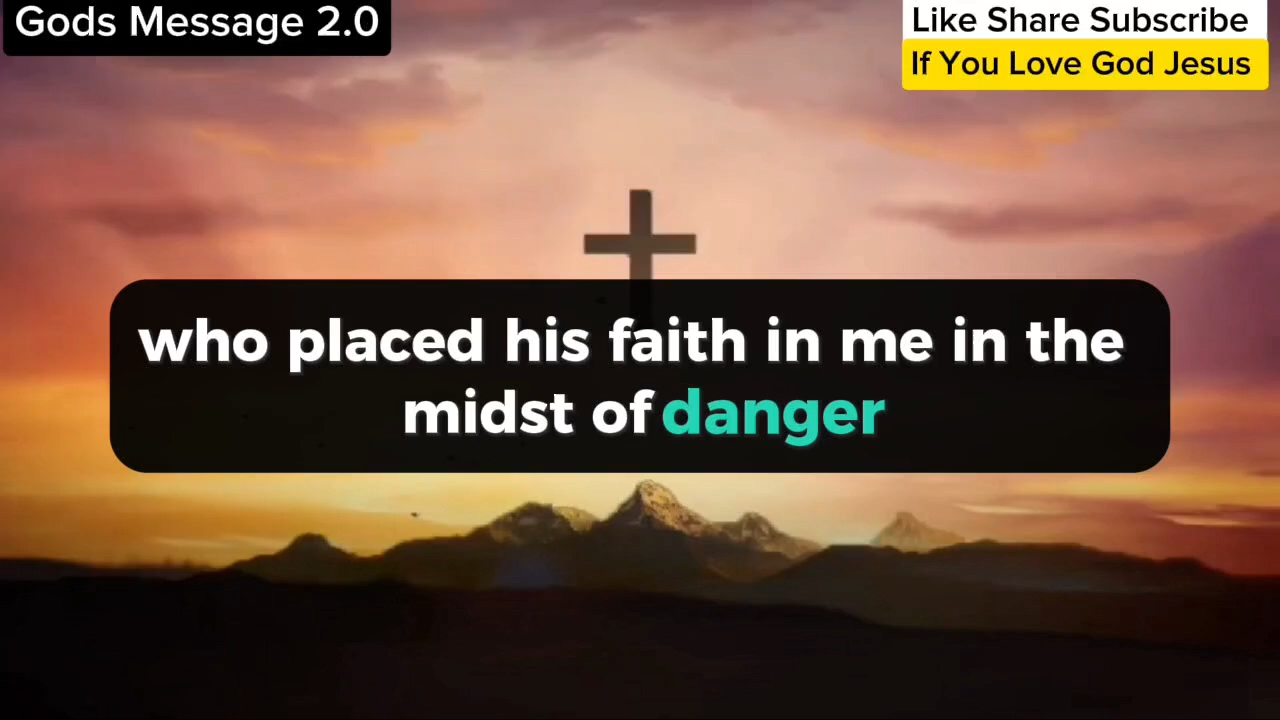 Gods Message 2.0
Like Share Subscribe
If You Love God Jesus
who placed his faith in me in the
midst of danger